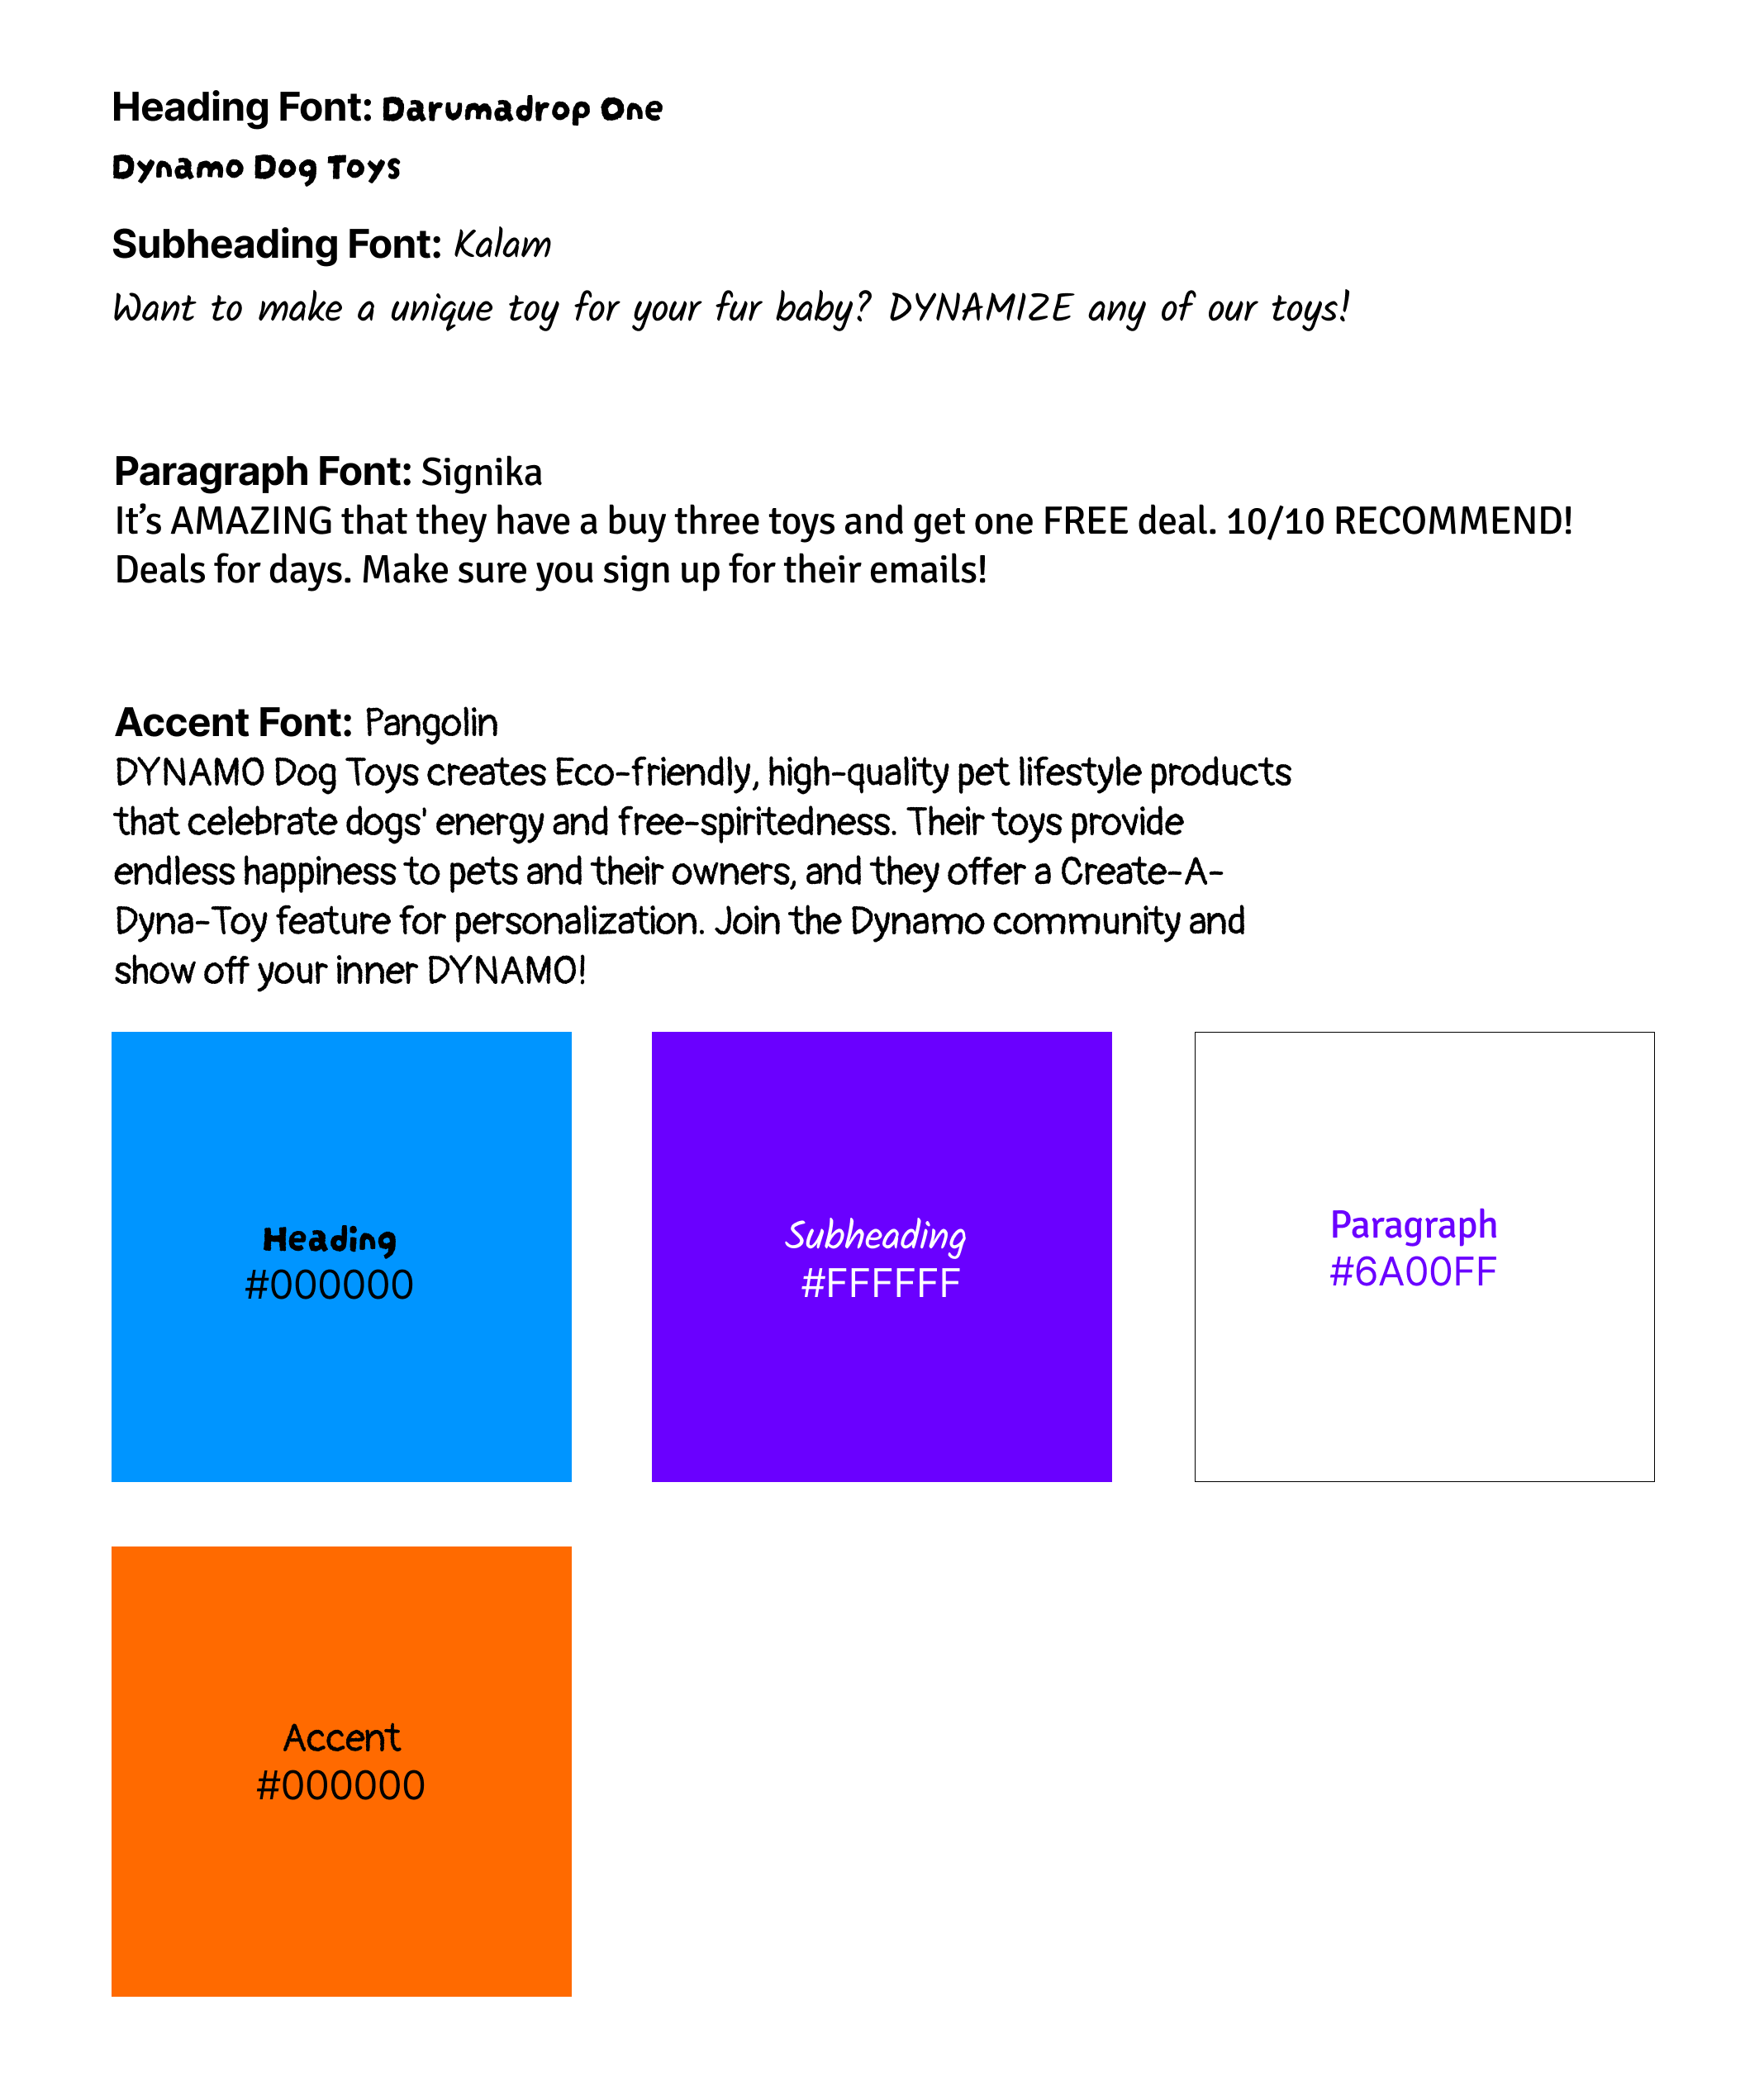 Heading Font: Darumadrop One
Dynamo Dog Toys
Subheading Font: Kalam
Want to make a unique toy for your fur baby? DYNAMIZE any of our toys!
Paragraph Font: Signika
It’s AMAZING that they have a buy three toys and get one FREE deal. 10/10 RECOMMEND!
Deals for days. Make sure you sign up for their emails!
Accent Font: Pangolin
DYNAMO Dog Toys creates Eco-friendly, high-quality pet lifestyle products
that celebrate dogs' energy and free-spiritedness. Their toys provide
endless happiness to pets and their owners, and they offer a Create-A-
Dyna-Toy feature for personalization. Join the Dynamo community and
show off your inner DYNAMO!
Heading
#000000
Subheading
#FFFFFF
Paragraph
#6A00FF
Accent
#000000